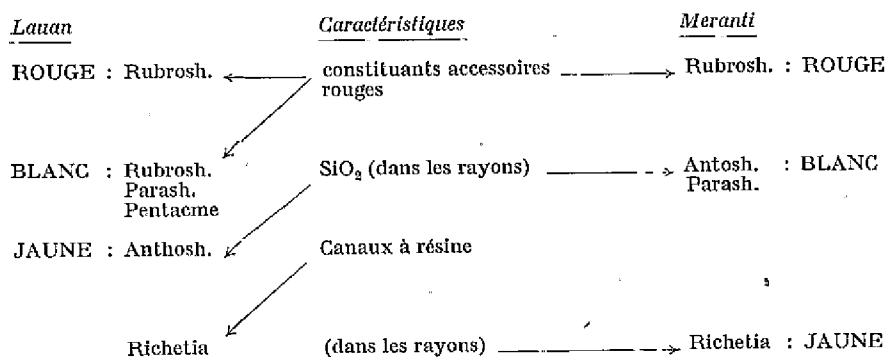 Lauan Caractéristiques Meranti
ROUGE : Rubrosh. constituants accessoires Rubrosh. : ROUGE
rouges
BLANC : Rubrosh. SiO₂ (dans les rayons) Antosh. : BLANC
Parash. Parash.
Pentacme
JAUNE : Anthosh. Canaux à résine
Richetia (dans les rayons) Richetia : JAUNE